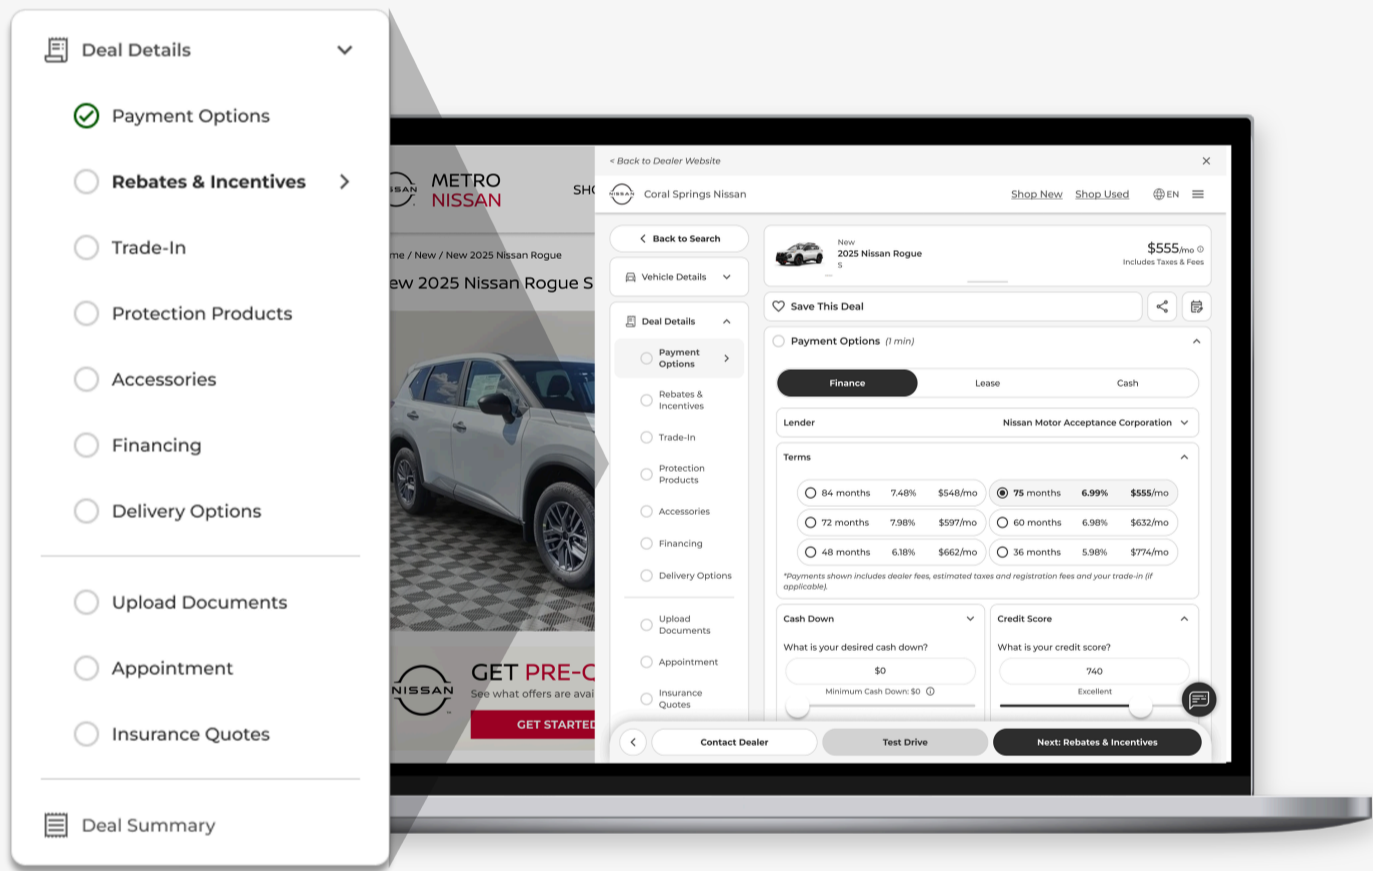 Deal Details
Payment Options
Rebates & Incentives
Trade-In
Protection Products
Accessories
Financing
Delivery Options
Upload Documents
Appointment
Insurance Quotes
Deal Summary
SSAN
METRO
NISSAN
SHO
me / New / New 2025 Nissan Rogue
ew 2025 Nissan Rogue S
NISSAN
GET PRE-Q
See what offers are avai
GET STARTED
< Back to Dealer Website
NISSAN
Coral Springs Nissan
Shop New
Shop Used
EN
Back to Search
Vehicle Details
Deal Details
Payment
Options
Rebates &
Incentives
Trade-In
Protection
Products
Accessories
Financing
Delivery Options
Upload
Documents
Appointment
Insurance
Quotes
New
2025 Nissan Rogue
S
$555/mo
Includes Taxes & Fees
Save This Deal
Payment Options (1 min)
Finance
Lease
Cash
Lender
Nissan Motor Acceptance Corporation
Terms
84 months 7.48% $548/mo
75 months 6.99% $555/mo
72 months 7.98% $597/mo
60 months 6.98% $632/mo
48 months 6.18% $662/mo
36 months 5.98% $774/mo
*Payments shown includes dealer fees, estimated taxes and registration fees and your trade-in (if
applicable).
Cash Down
What is your desired cash down?
$0
Minimum Cash Down: $0
Credit Score
What is your credit score?
740
Excellent
Contact Dealer
Test Drive
Next: Rebates & Incentives